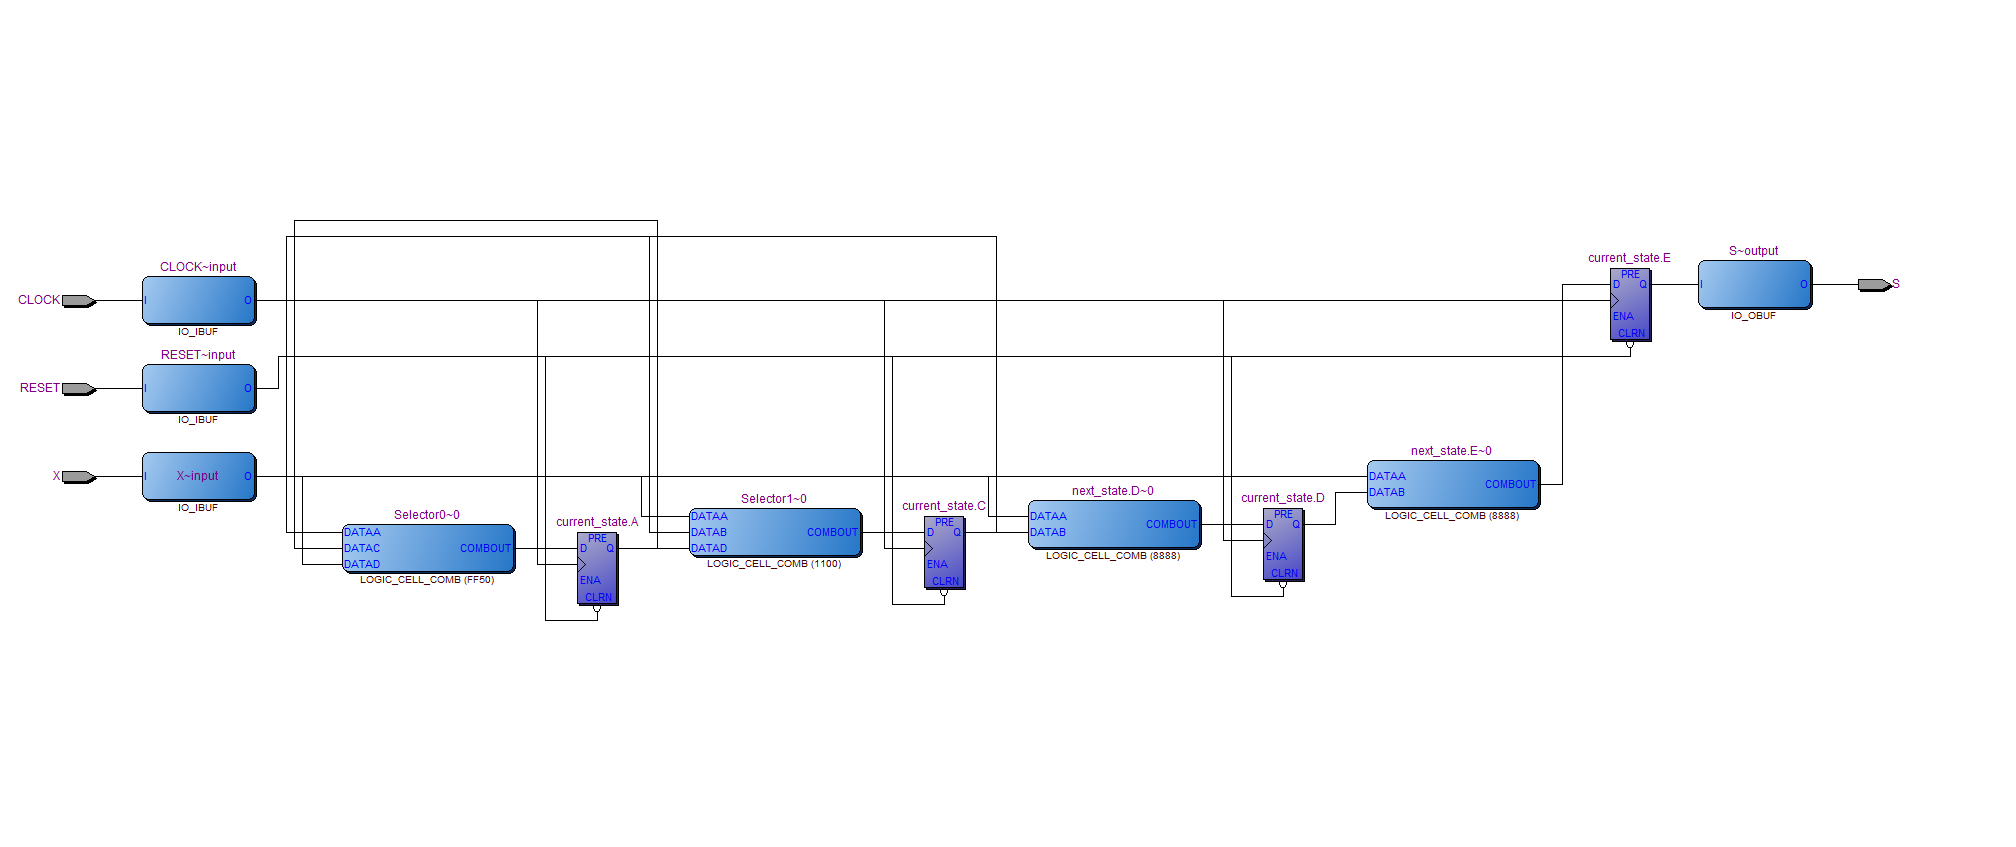 current_state.E
PRE
D
Q
ENA
CLRN
S~output
I
O
IO_OBUF
S
CLOCK
CLOCK~input
I
O
IO_IBUF
RESET
RESET~input
I
O
IO_IBUF
X
I
X~input
O
IO_IBUF
Selector0~0
DATAA
DATAC
DATAD
COMBOUT
LOGIC_CELL_COMB (FF50)
current_state.A
PRE
D
Q
ENA
CLRN
Selector1~0
DATAA
DATAB
DATAD
COMBOUT
LOGIC_CELL_COMB (1100)
current_state.C
PRE
D
Q
ENA
CLRN
next_state.D~0
DATAA
DATAB
COMBOUT
LOGIC_CELL_COMB (8888)
current_state.D
PRE
D
Q
ENA
CLRN
next_state.E~0
DATAA
DATAB
COMBOUT
LOGIC_CELL_COMB (8888)